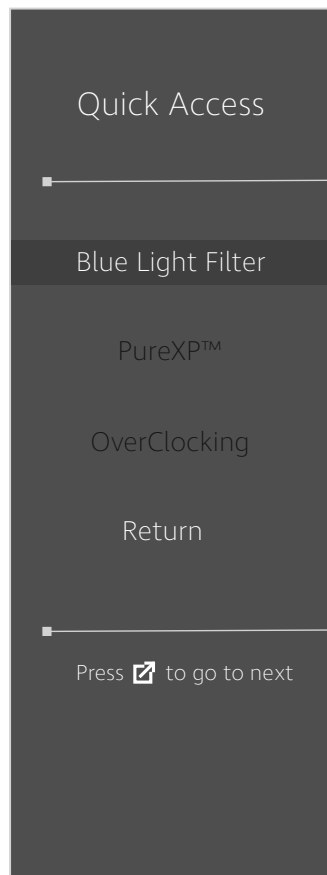 Quick Access
Blue Light Filter
PureXP™
OverClocking
Return
Press to go to next